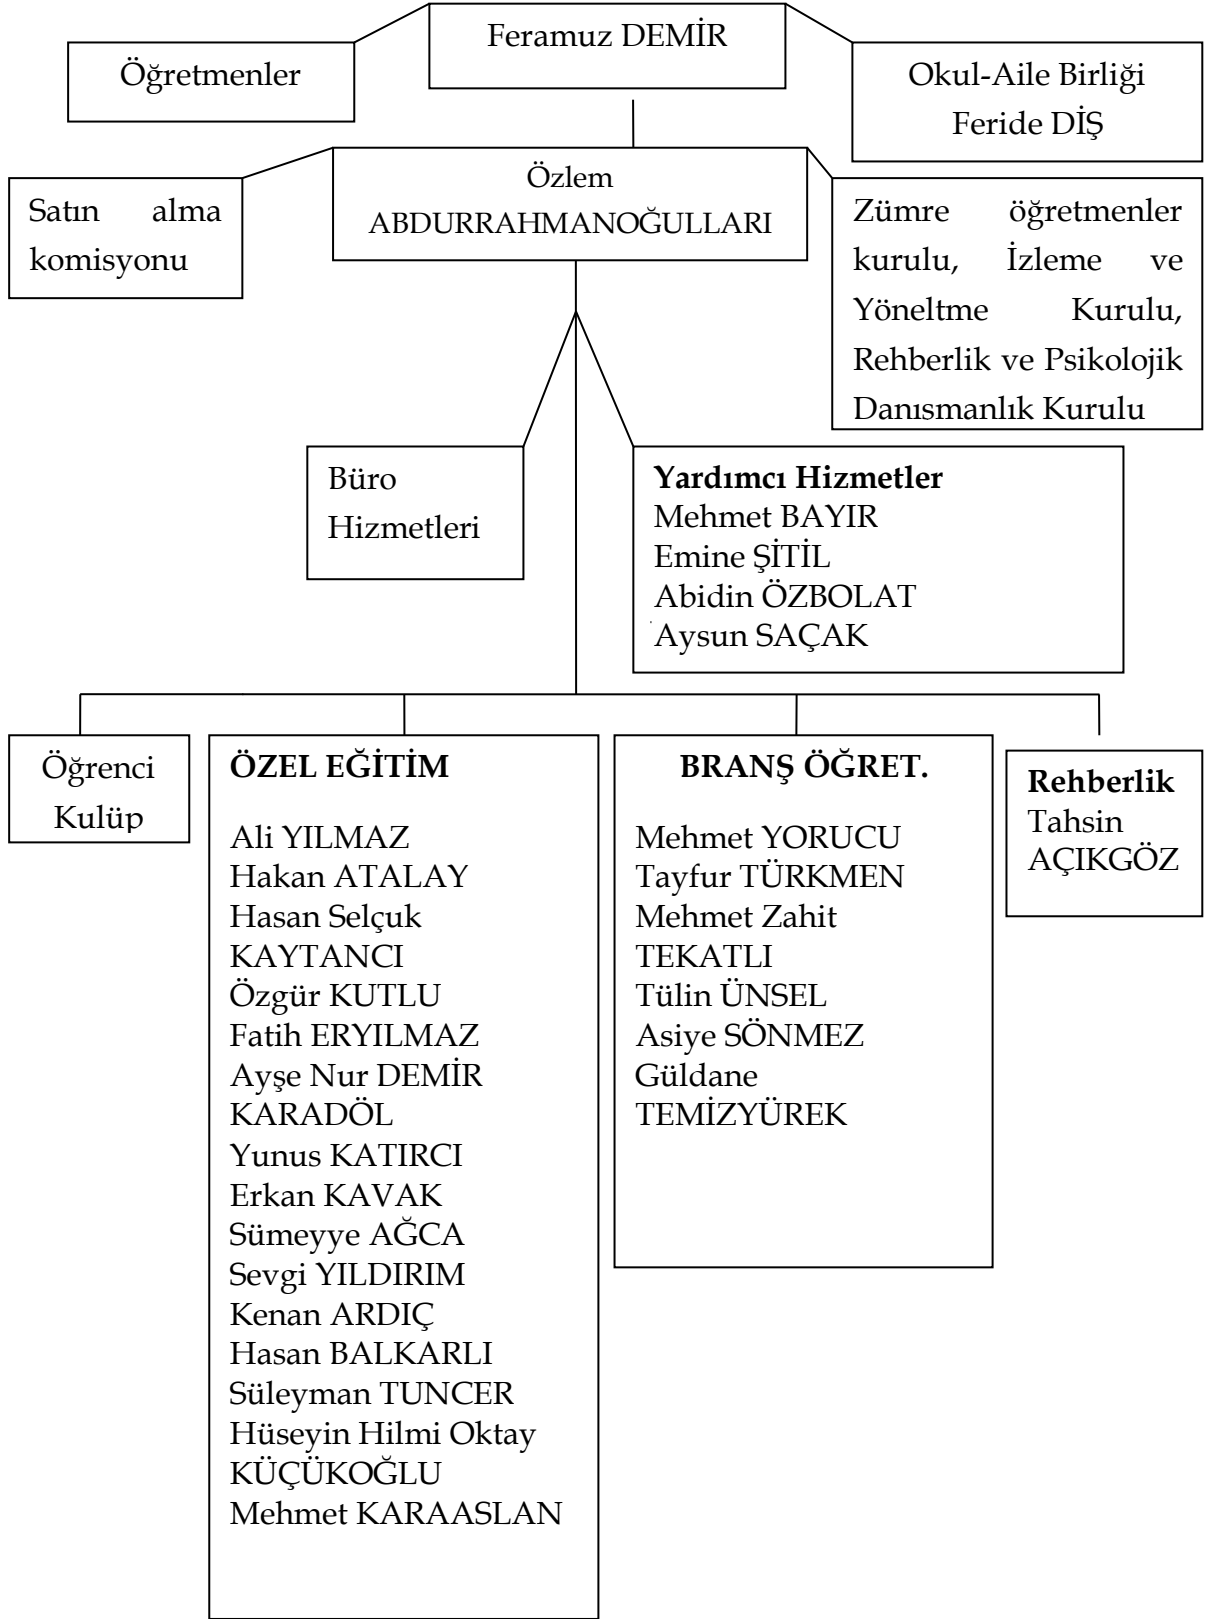 Feramuz DEMİR
Öğretmenler
Okul-Aile Birliği
Feride DİŞ
Özlem
ABDURRAHMANOĞULLARI
Satın alma
komisyonu
Zümre öğretmenler
kurulu, İzleme ve
Yöneltme Kurulu,
Rehberlik ve Psikolojik
Danısmanlık Kurulu
Büro
Hizmetleri
Yardımcı Hizmetler
Mehmet BAYIR
Emine ŞİTİL
Abidin ÖZBOLAT
Aysun SAÇAK
Öğrenci
Kulüp
ÖZEL EĞİTİM
Ali YILMAZ
Hakan ATALAY
Hasan Selçuk
KAYTANCI
Özgür KUTLU
Fatih ERYILMAZ
Ayşe Nur DEMİR
KARADÖL
Yunus KATIRCI
Erkan KAVAK
Sümeyye AĞCA
Sevgi YILDIRIM
Kenan ARDIÇ
Hasan BALKARLI
Süleyman TUNCER
Hüseyin Hilmi Oktay
KÜÇÜKOĞLU
Mehmet KARAASLAN
BRANŞ ÖĞRET.
Mehmet YORUCU
Tayfur TÜRKMEN
Mehmet Zahit
TEKATLI
Tülin ÜNSEL
Asiye SÖNMEZ
Güldane
TEMİZYÜREK
Rehberlik
Tahsin
AÇIKGÖZ